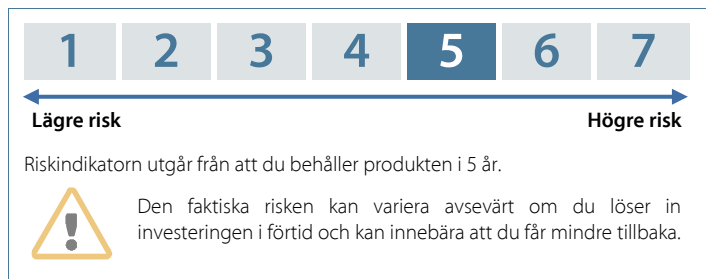 1 2 3 4 5 6 7
Lägre risk Högre risk
Riskindikatorn utgår från att du behåller produkten i 5 år.
Den faktiska risken kan variera avsevärt om du löser in
investeringen i förtid och kan innebära att du får mindre tillbaka.